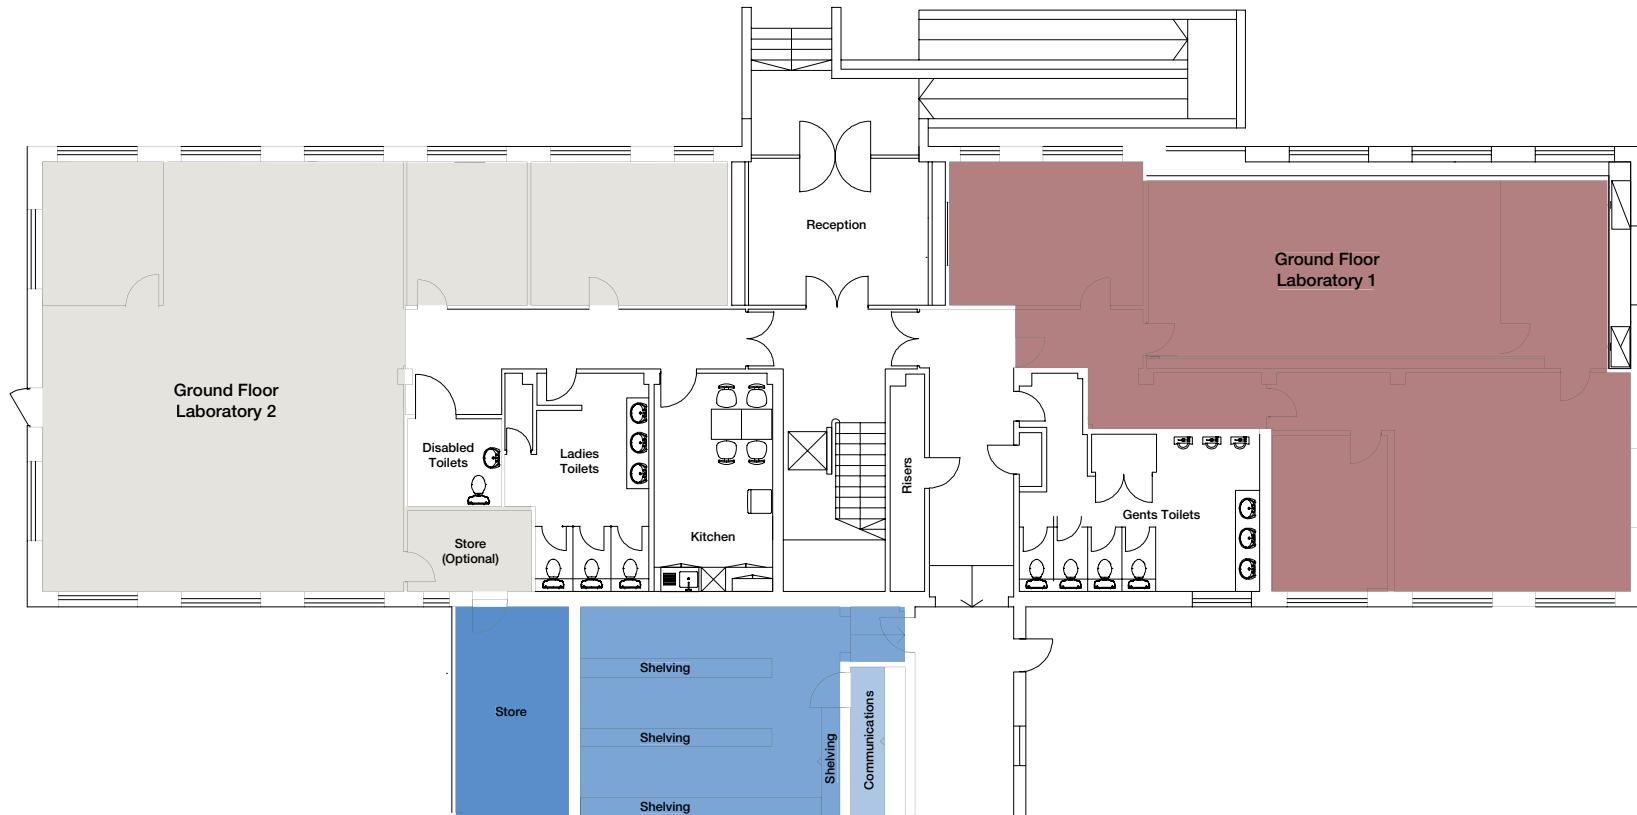 Reception
Ground Floor
Laboratory 1
Ground Floor
Laboratory 2
Disabled
Toilets
Ladies
Toilets
Risers
Gents Toilets
Kitchen
Store
(Optional)
Shelving
Store
Shelving
Shelving
Communications
Shelving